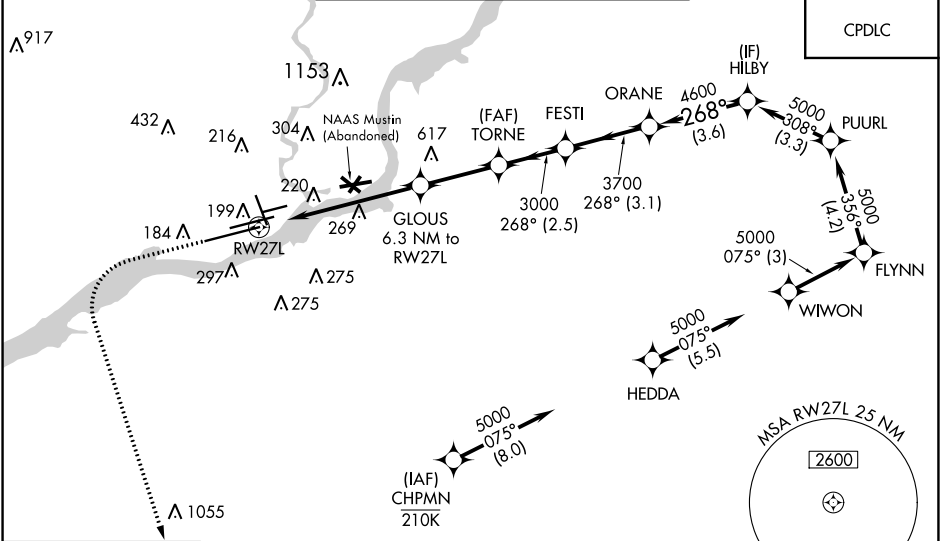 917
CPDLC
1153
(IF)
HILBY
432
216
304
NAAS Mustin
(Abandoned)
617
(FAF)
TORNE
FESTI
ORANE
4600
268°
(3.6)
5000
308°
(3.3)
PUURL
220
199
184
RW27L
269
GLOUS
6.3 NM to
RW27L
3000
268° (2.5)
3700
268° (3.1)
5000
356°
(4.2)
297
275
275
5000
075° (3)
FLYNN
WIWON
5000
075°
(5.5)
HEDDA
5000
075°
(8.0)
(IAF)
CHPMN
210K
MSA RW27L 25 NM
2600
1055